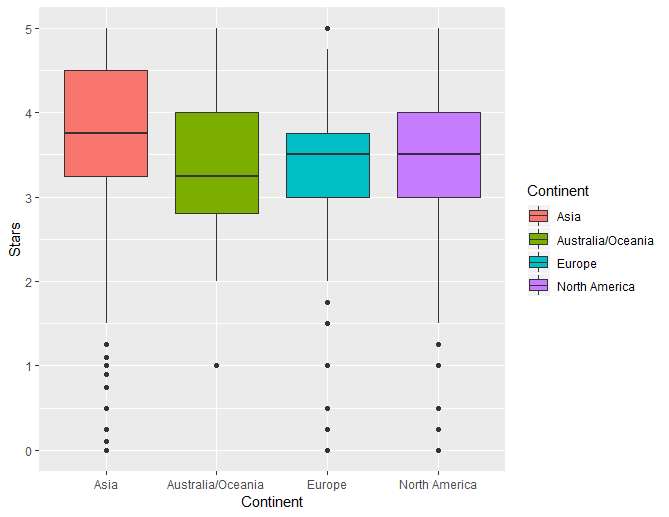 5
4
3
2
1
0
Stars
Asia
Australia/Oceania
Europe
North America
Continent
Continent
Asia
Australia/Oceania
Europe
North America